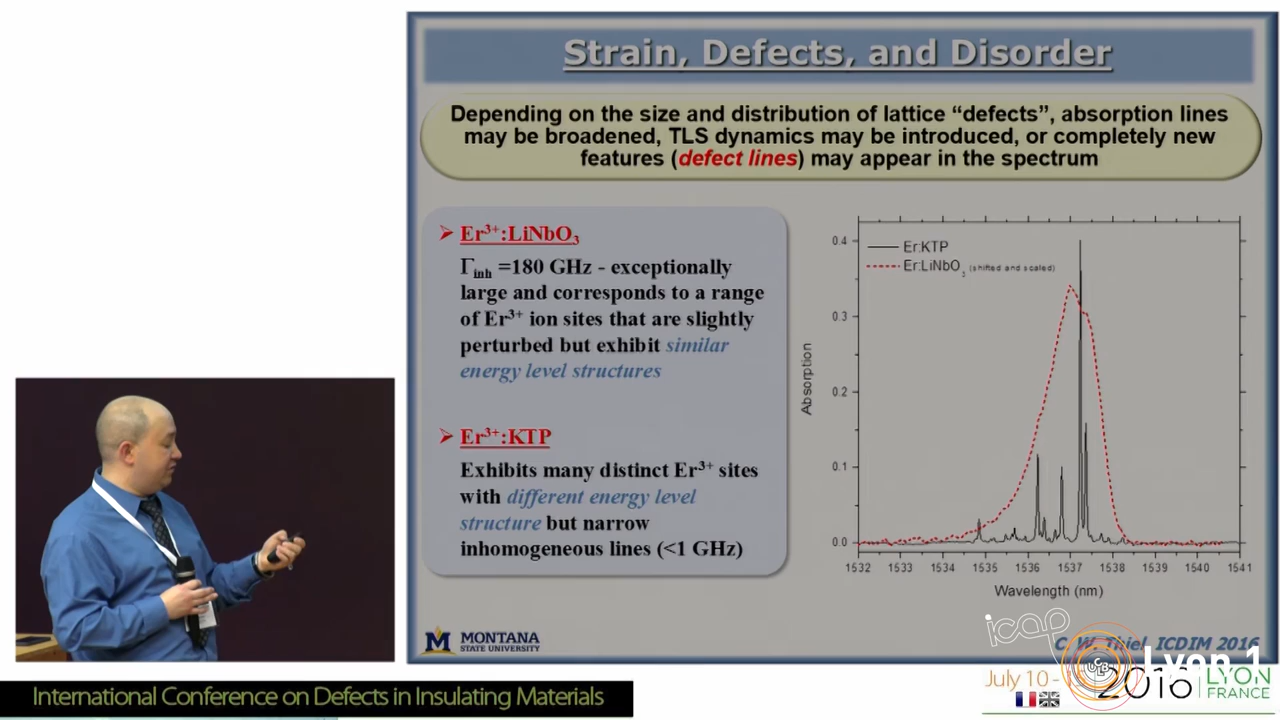 Strain, Defects, and Disorder
Depending on the size and distribution of lattice “defects”, absorption lines
may be broadened, TLS dynamics may be introduced, or completely new
features (defect lines) may appear in the spectrum
➢ Er³⁺:LiNbO₃
Γinh =180 GHz - exceptionally
large and corresponds to a range
of Er³⁺ ion sites that are slightly
perturbed but exhibit similar
energy level structures
➢ Er³⁺:KTP
Exhibits many distinct Er³⁺ sites
with different energy level
structure but narrow
inhomogeneous lines (<1 GHz)
Er:KTP
Er:LiNbO₃ (shifted and scaled)
Absorption
0.4
0.3
0.2
0.1
0.0
1532 1533 1534 1535 1536 1537 1538 1539 1540 1541
Wavelength (nm)
M MONTANA
STATE UNIVERSITY
icap
C. W. Thiel, ICDIM 2016
UCB
Lyon 1
July 10 -
2016
LYON
FRANCE
International Conference on Defects in Insulating Materials